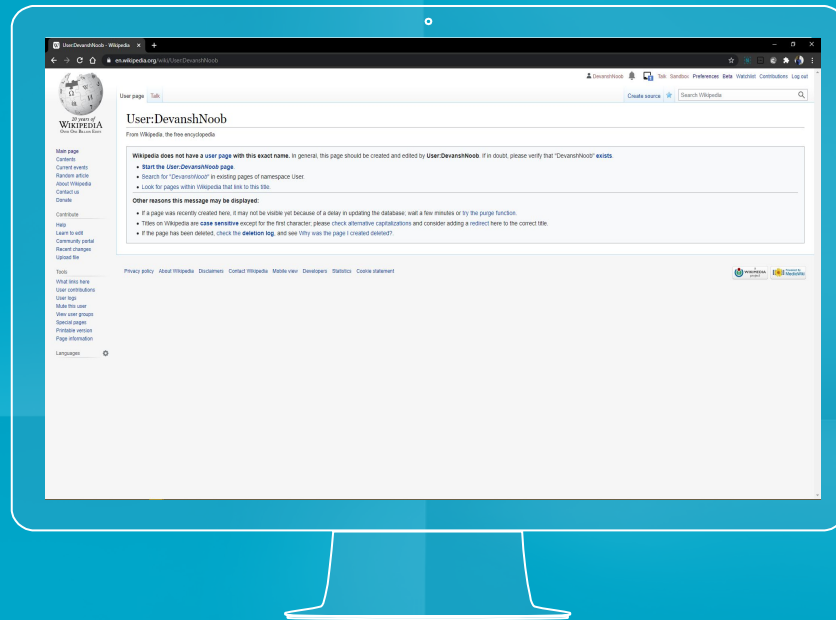 User:DevanshNoob - Wikipedia
en.wikipedia.org/wiki/User:DevanshNoob
DevanshNoob Talk Sandbox Preferences Beta Watchlist Contributions Log out
User page Talk Create source Search Wikipedia
20 years of
WIKIPEDIA
Over One Billion Edits
User:DevanshNoob
From Wikipedia, the free encyclopedia
Wikipedia does not have a user page with this exact name. In general, this page should be created and edited by User:DevanshNoob. If in doubt, please verify that "DevanshNoob" exists.
• Start the User:DevanshNoob page.
• Search for "DevanshNoob" in existing pages of namespace User.
• Look for pages within Wikipedia that link to this title.
Other reasons this message may be displayed:
• If a page was recently created here, it may not be visible yet because of a delay in updating the database; wait a few minutes or try the purge function.
• Titles on Wikipedia are case sensitive except for the first character; please check alternative capitalizations and consider adding a redirect here to the correct title.
• If the page has been deleted, check the deletion log, and see Why was the page I created deleted?.
Main page
Contents
Current events
Random article
About Wikipedia
Contact us
Donate
Contribute
Help
Learn to edit
Community portal
Recent changes
Upload file
Tools
What links here
User contributions
User logs
Mute this user
View user groups
Special pages
Printable version
Page information
Languages
Privacy policy About Wikipedia Disclaimers Contact Wikipedia Mobile view Developers Statistics Cookie statement
WIKIMEDIA
project
Powered by
MediaWiki